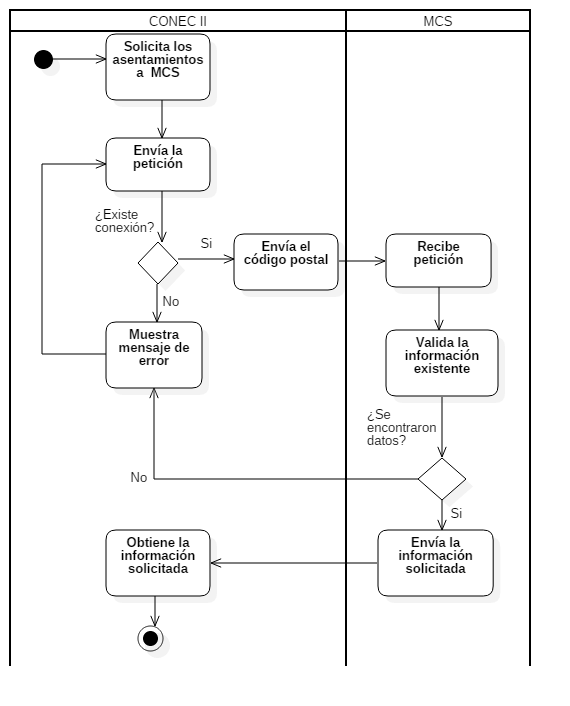 CONEC II
MCS
Solicita los
asentamientos
a MCS
Envía la
petición
¿Existe
conexión?
Si
Envía el
código postal
Recibe
petición
No
Muestra
mensaje de
error
Valida la
información
existente
¿Se
encontraron
datos?
No
Si
Obtiene la
información
solicitada
Envía la
información
solicitada